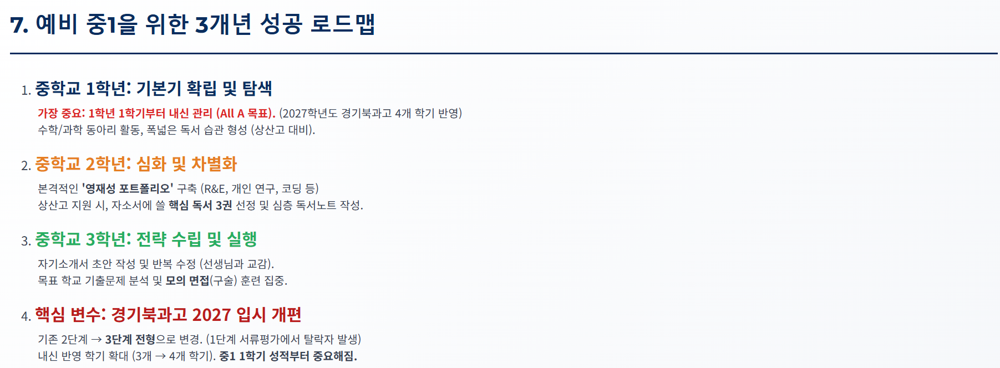 7. 예비 중1을 위한 3개년 성공 로드맵
1. 중학교 1학년: 기본기 확립 및 탐색
가장 중요: 1학년 1학기부터 내신 관리 (All A 목표). (2027학년도 경기북과고 4개 학기 반영)
수학/과학 동아리 활동, 폭넓은 독서 습관 형성 (상산고 대비).
2. 중학교 2학년: 심화 및 차별화
본격적인 '영재성 포트폴리오' 구축 (R&E, 개인 연구, 코딩 등)
상산고 지원 시, 자소서에 쓸 핵심 독서 3권 선정 및 심층 독서노트 작성.
3. 중학교 3학년: 전략 수립 및 실행
자기소개서 초안 작성 및 반복 수정 (선생님과 교감).
목표 학교 기출문제 분석 및 모의 면접(구술) 훈련 집중.
4. 핵심 변수: 경기북과고 2027 입시 개편
기존 2단계 → 3단계 전형으로 변경. (1단계 서류평가에서 탈락자 발생)
내신 반영 학기 확대 (3개 → 4개 학기). 중1 1학기 성적부터 중요해짐.